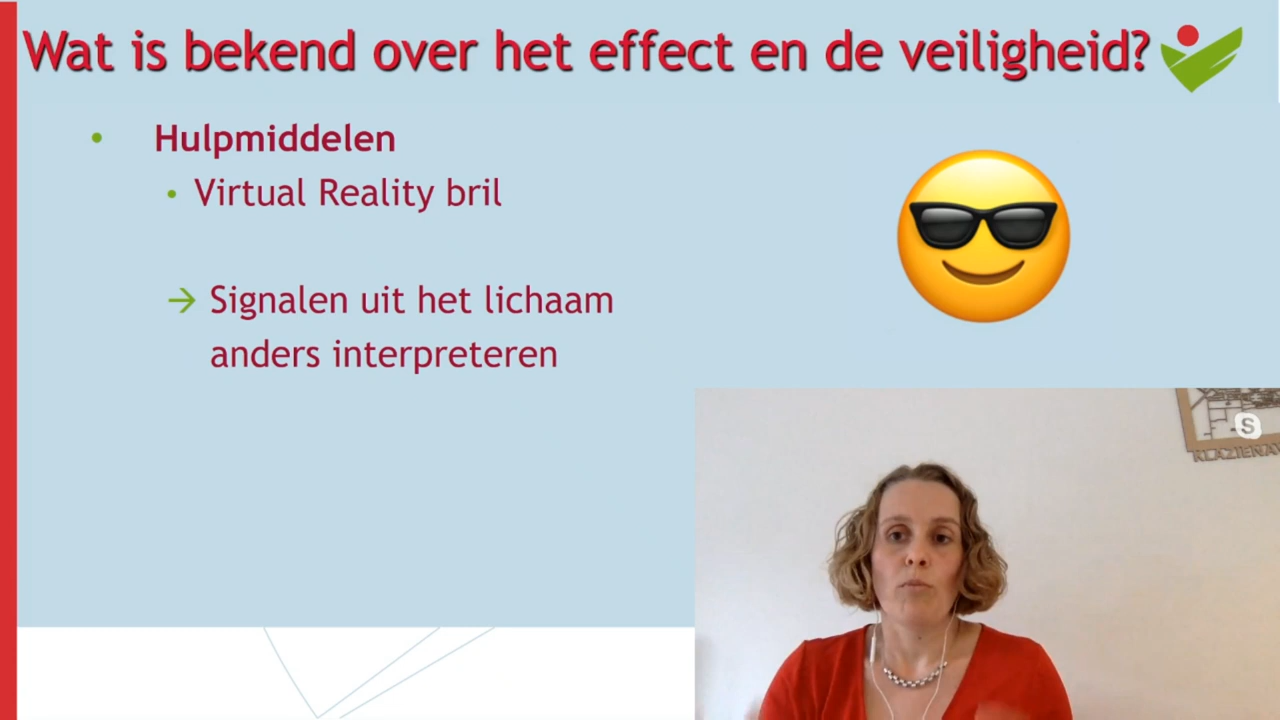 Wat is bekend over het effect en de veiligheid?
• Hulpmiddelen
• Virtual Reality bril
→ Signalen uit het lichaam
anders interpreteren
S